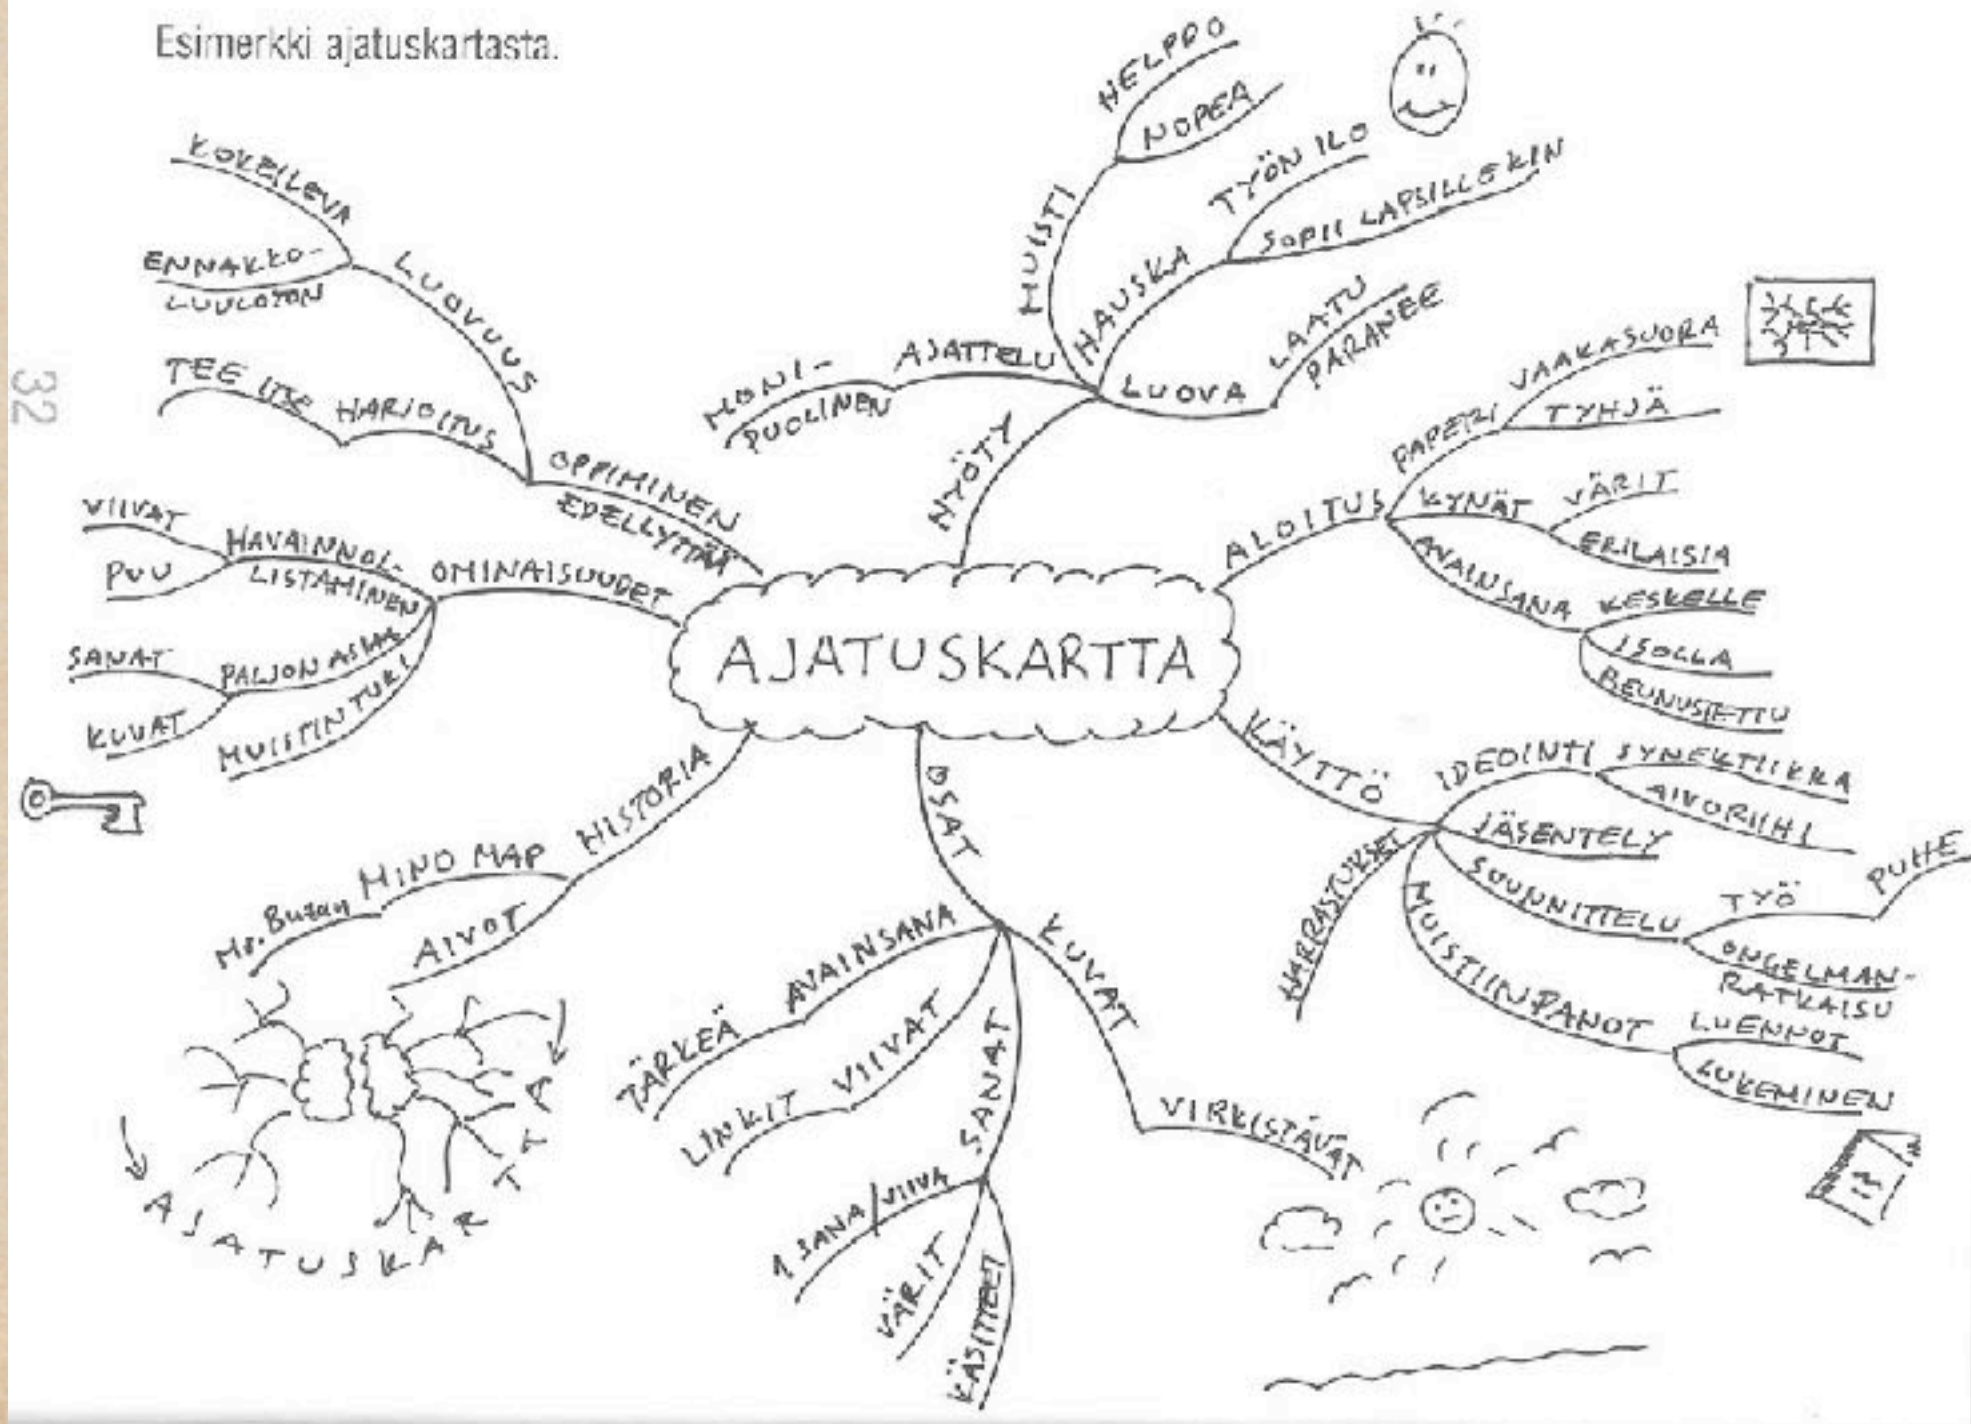 Esimerkki ajatuskartasta.
32
AJATUSKARTTA
NYÖTY
MUISTI
HELPPO
NOPEA
HAUSKA
TYÖN ILO
SOPII LAPSILLEKIN
LUOVA
LAATU
PARANEE
AJATTELU
MONI-
PUOLINEN
ALOITUS
PAPERI
VAAKASUORA
TYHJÄ
KYNÄT
VÄRIT
ERILAISIA
AVAINSANA
KESKELLE
ISOLLA
REUNUSTETTU
KÄYTTÖ
IDEOINTI
SYNEKTIIKKA
AIVORIIHI
JÄSENTELY
SUUNNITTELU
TYÖ
PUHE
ONGELMAN-
RATKAISU
MUISTIINPANOT
LUENNOT
LUKEMINEN
HARRASTUKSET
OSAT
KUVAT
VIRKISTÄVÄT
SANAT
1 SANA/VIIVA
VÄRIT
KÄSITTEET
VIIVAT
LINKIT
AVAINSANA
TÄRKEÄ
HISTORIA
MIND MAP
Mr. Buzan
AIVOT
AJATUSKARTTA
OMINAISUUDET
HAVAINNOL-
LISTAMINEN
VIIVAT
PUU
PALJON ASIAA
SANAT
KUVAT
MUISTIN TUKI
OPPIMINEN
EDELLYTTÄÄ
LUOVUUS
KOKEILEVA
ENNAKKO-
LUULOTON
HARJOITUS
TEE ITSE